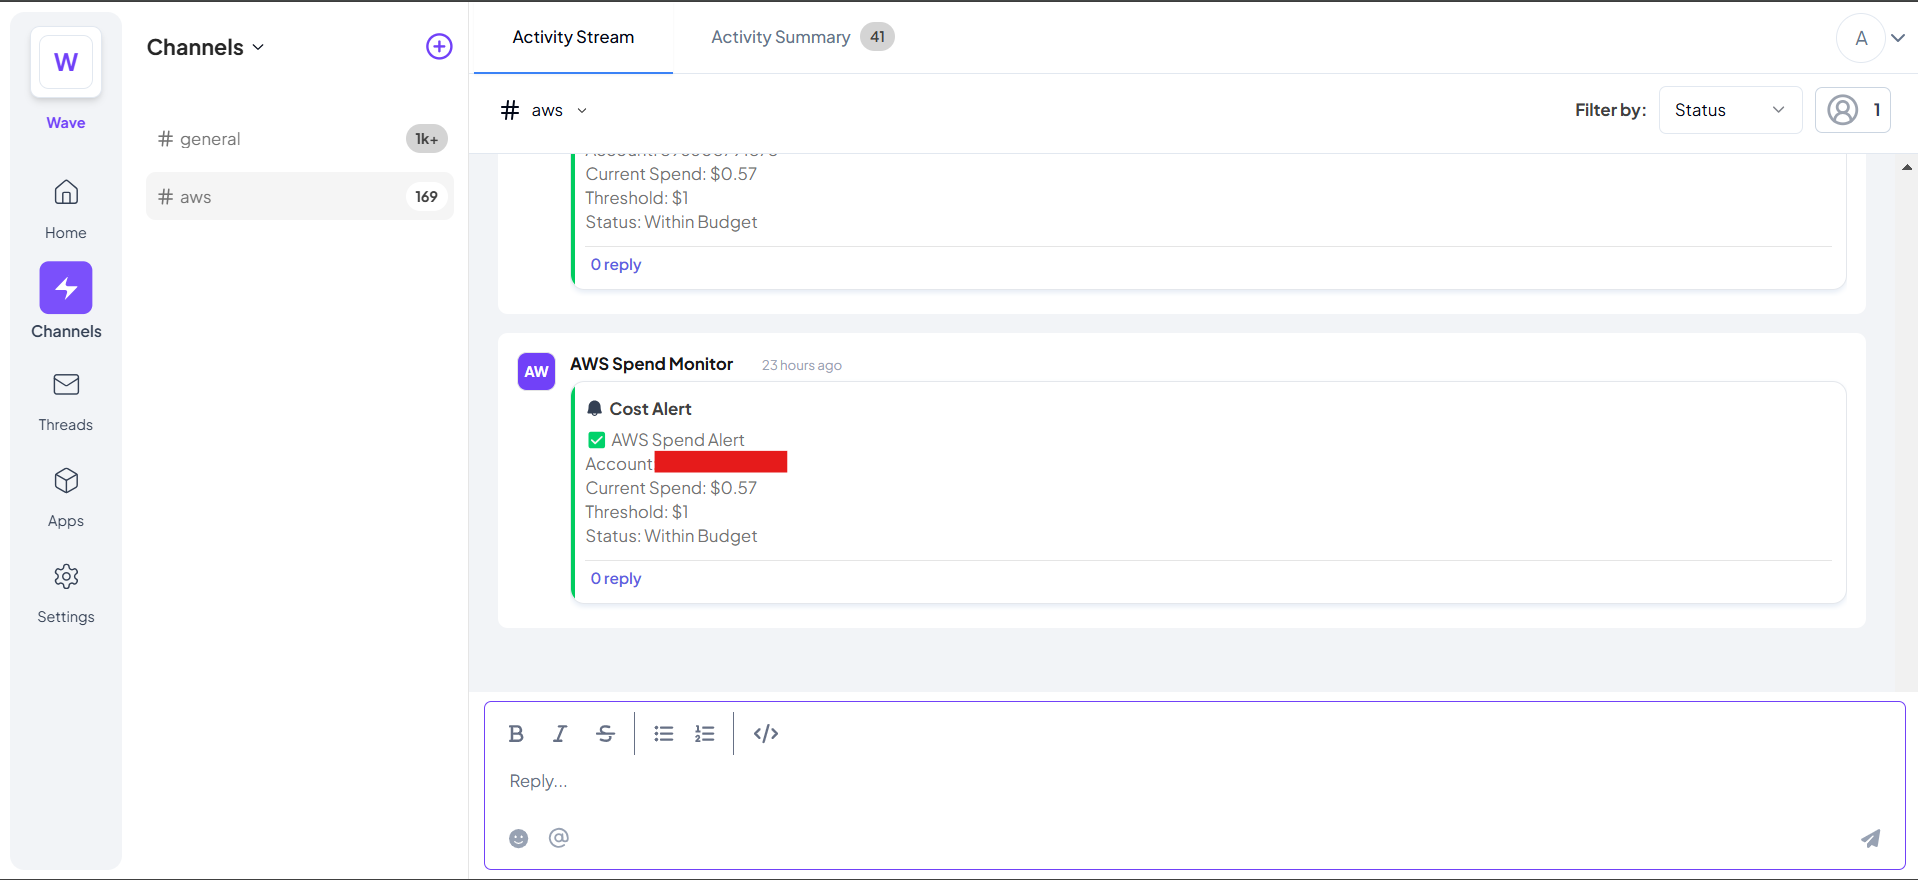 W
Wave
Home
Channels
Threads
Apps
Settings
Channels
# general 1k+
# aws 169
Activity Stream
Activity Summary 41
A
# aws
Filter by: Status 1
Current Spend: $0.57
Threshold: $1
Status: Within Budget
0 reply
AW AWS Spend Monitor 23 hours ago
Cost Alert
AWS Spend Alert
Account
Current Spend: $0.57
Threshold: $1
Status: Within Budget
0 reply
Reply...